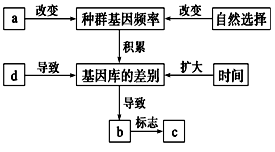 a 改变 种群基因频率 改变 自然选择
积累
d 导致 基因库的差别 扩大 时间
导致
b 标志 c